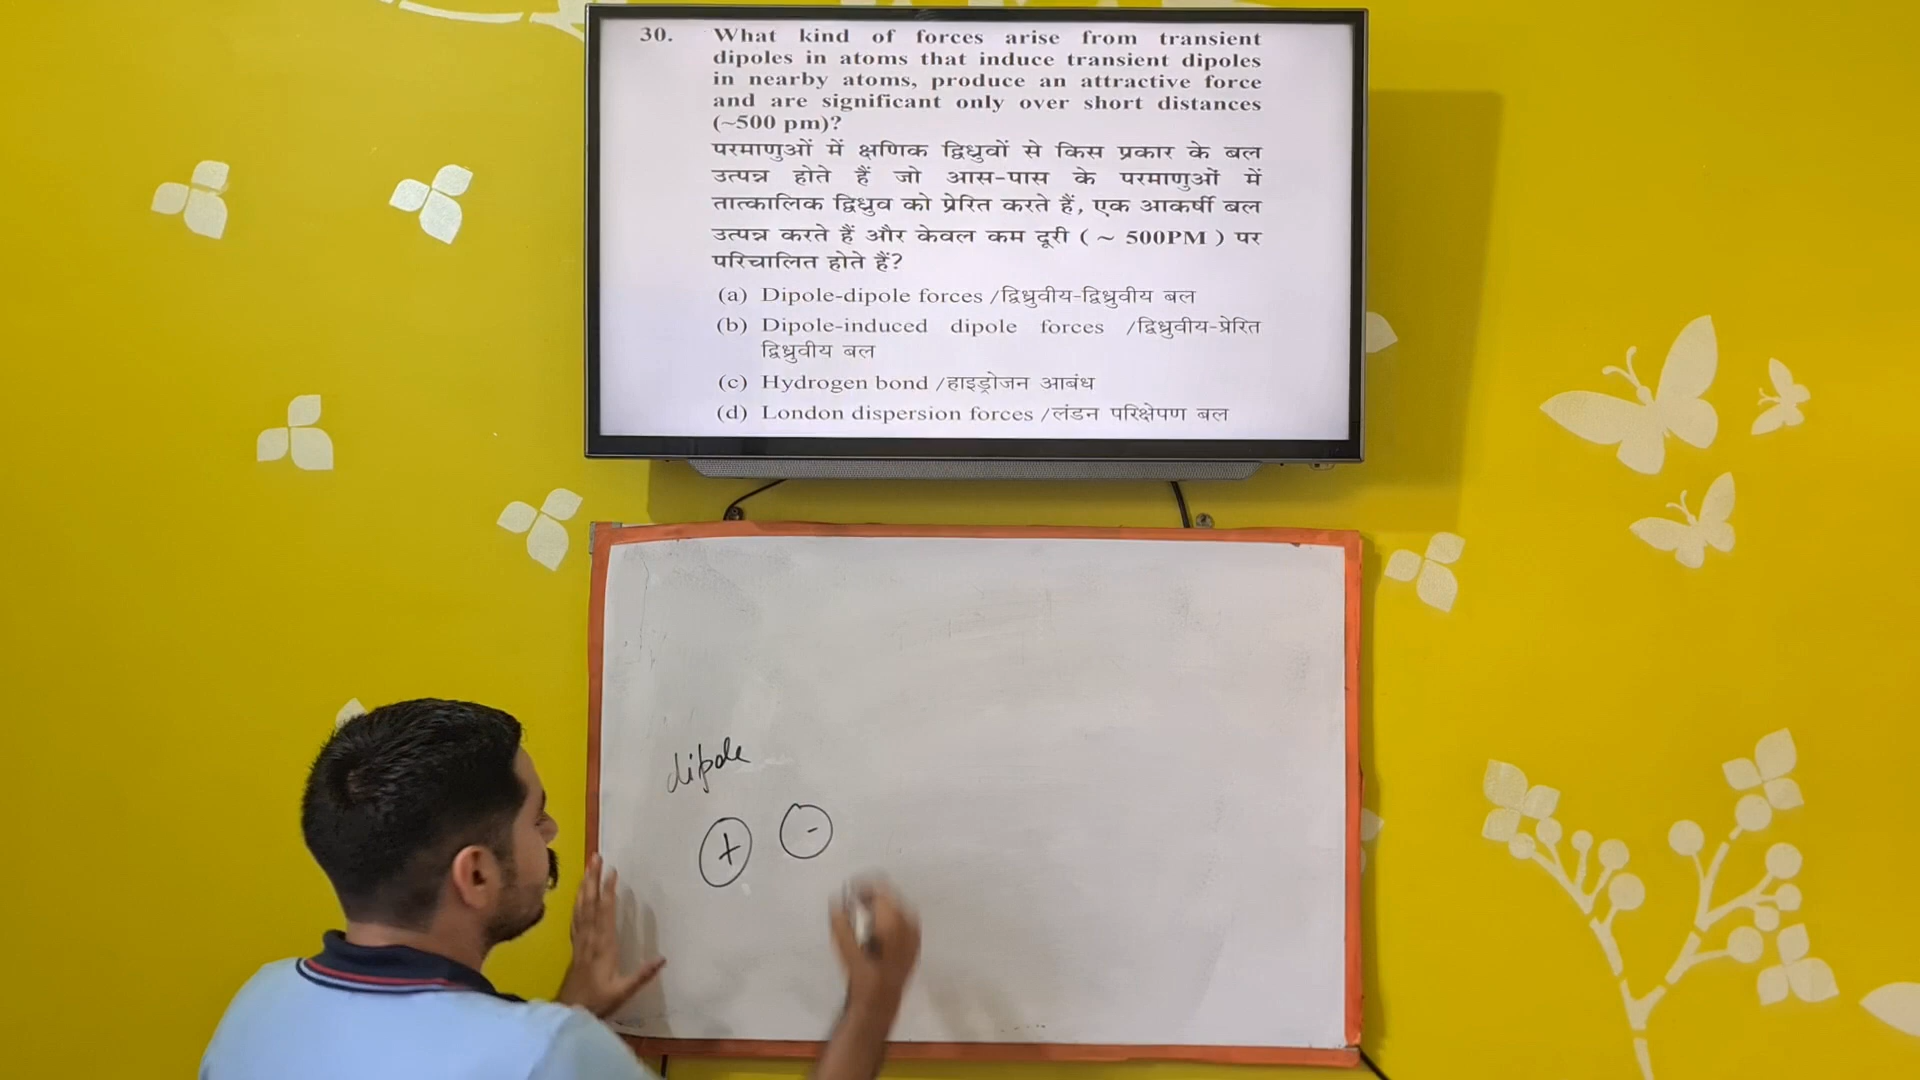 30. What kind of forces arise from transient
dipoles in atoms that induce transient dipoles
in nearby atoms, produce an attractive force
and are significant only over short distances
(~500 pm)?
परमाणुओं में क्षणिक द्विध्रुवों से किस प्रकार के बल
उत्पन्न होते हैं जो आस-पास के परमाणुओं में
तात्कालिक द्विध्रुव को प्रेरित करते हैं, एक आकर्षी बल
उत्पन्न करते हैं और केवल कम दूरी ( ~ 500PM ) पर
परिचालित होते हैं?
(a) Dipole-dipole forces /द्विध्रुवीय-द्विध्रुवीय बल
(b) Dipole-induced dipole forces /द्विध्रुवीय-प्रेरित
द्विध्रुवीय बल
(c) Hydrogen bond /हाइड्रोजन आबंध
(d) London dispersion forces /लंडन परिक्षेपण बल
dipole
+ -